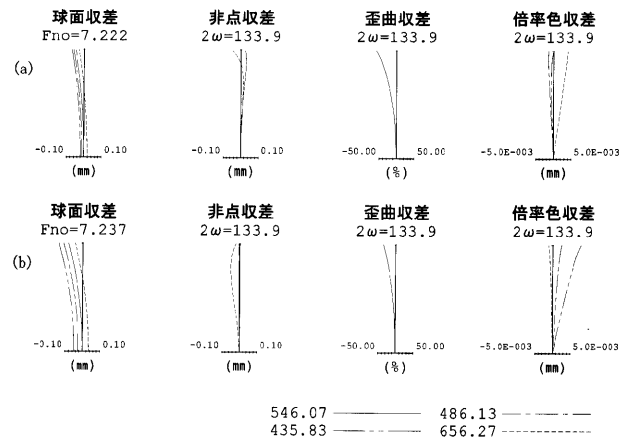 球面収差 非点収差 歪曲収差 倍率色収差
Fno=7.222 2ω=133.9 2ω=133.9 2ω=133.9
(a)
-0.10 0.10 -0.10 0.10 -50.00 50.00 -5.0E-003 5.0E-003
(mm) (mm) (%) (mm)
球面収差 非点収差 歪曲収差 倍率色収差
Fno=7.237 2ω=133.9 2ω=133.9 2ω=133.9
(b)
-0.10 0.10 -0.10 0.10 -50.00 50.00 -5.0E-003 5.0E-003
(mm) (mm) (%) (mm)
546.07 486.13
435.83 656.27